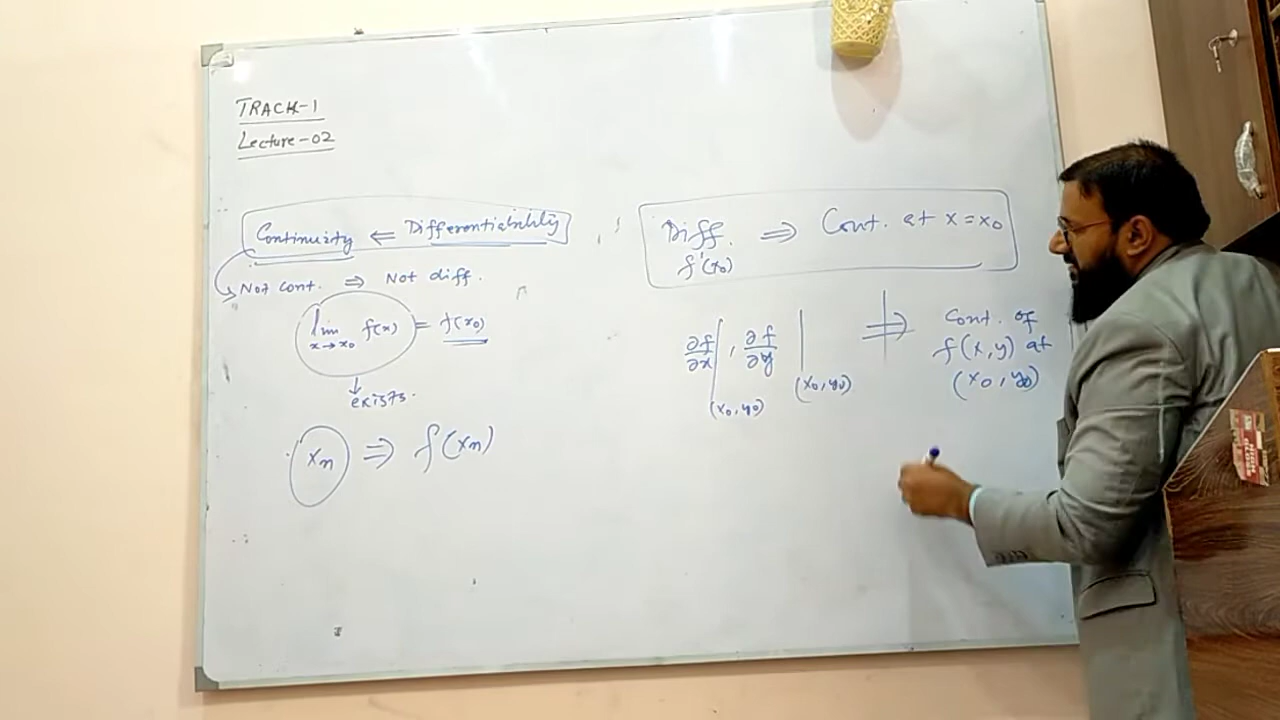 TRACK-1
Lecture-02
Continuity ⇐ Differentiability
Not cont. ⇒ Not diff.
lim x→x₀ f(x) = f(x₀)
↓
exists.
xₙ ⇒ f(xₙ)
Diff. ⇒ Cont. at x = x₀
f'(x₀)
∂f/∂x |(x₀, y₀) , ∂f/∂y |(x₀, y₀) ⇏ Cont. of
f(x,y) at
(x₀, y₀)